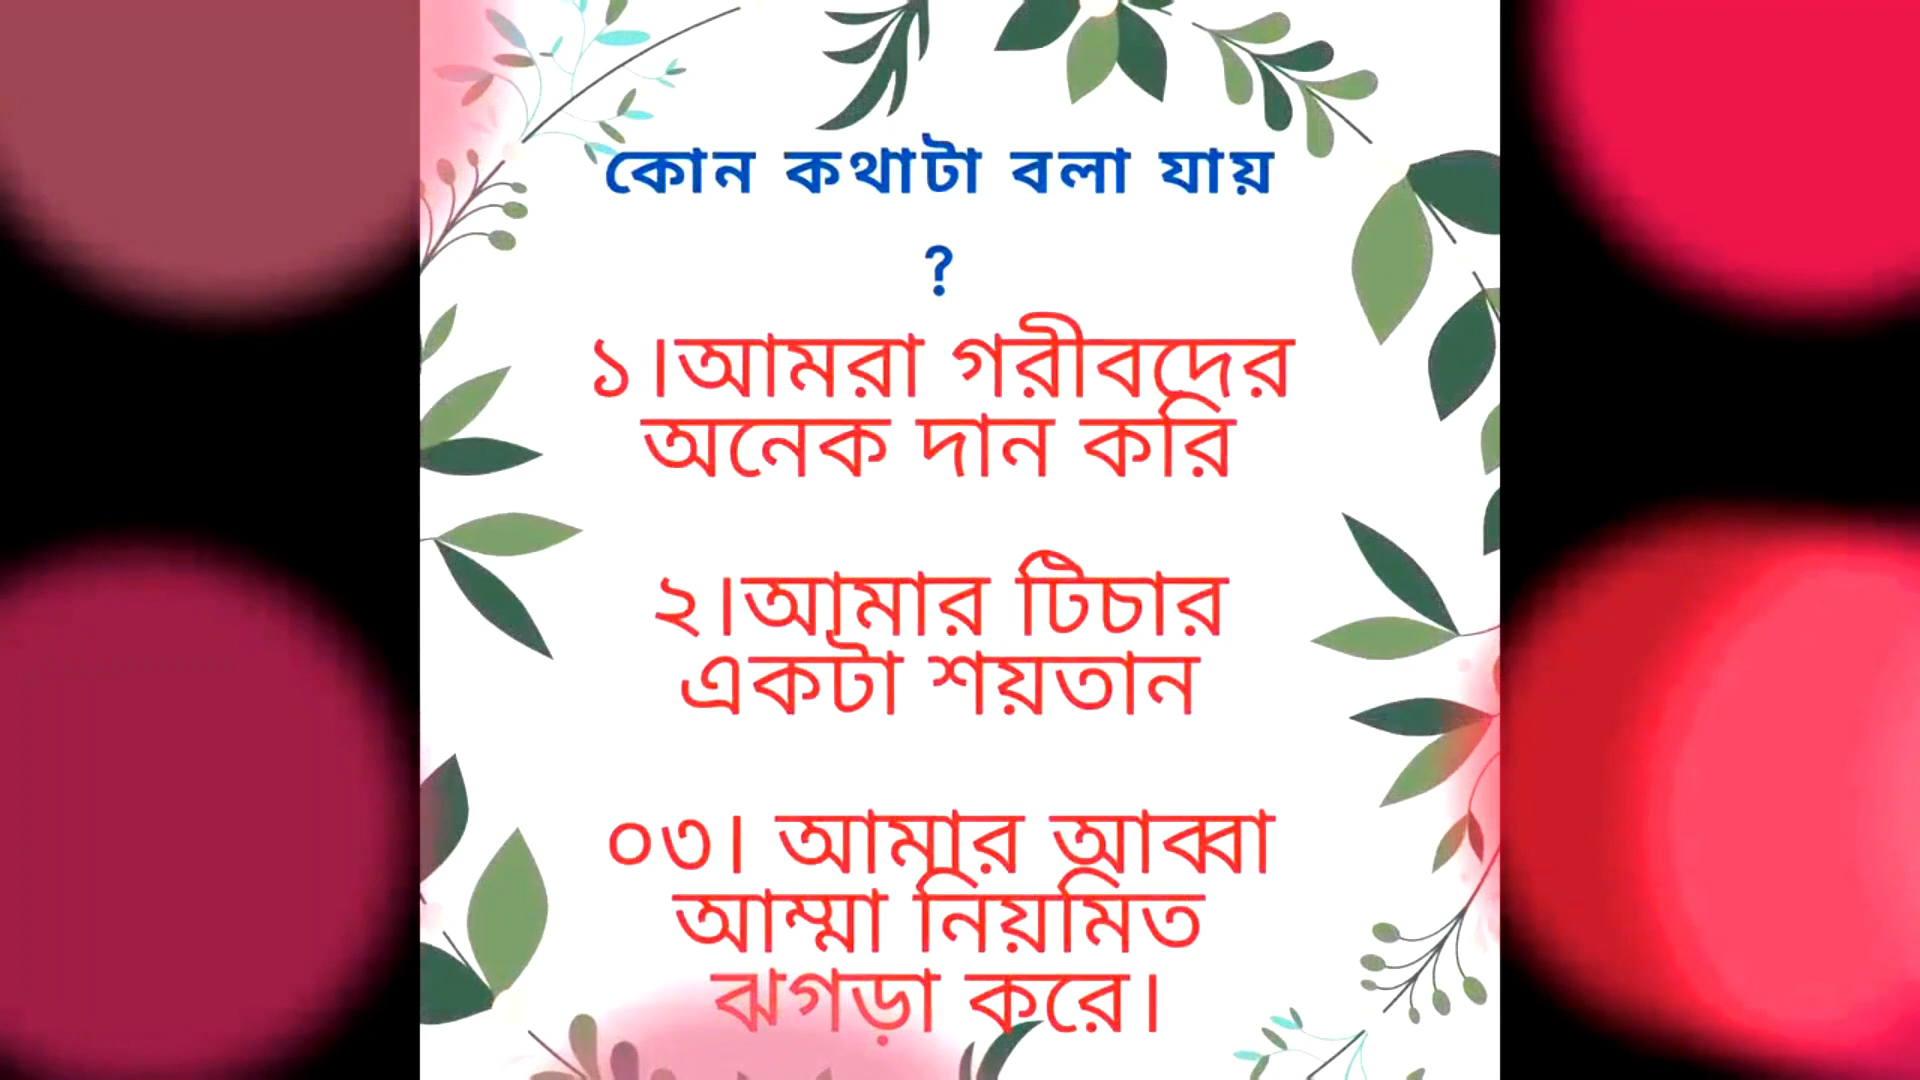 কোন কথাটা বলা যায়
?
১।আমরা গরীবদের
অনেক দান করি
২।আমার টিচার
একটা শয়তান
০৩। আমার আব্বা
আম্মা নিয়মিত
ঝগড়া করে।